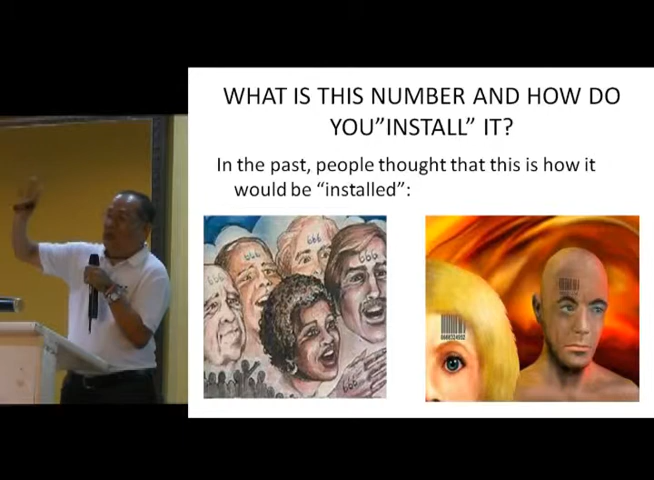 WHAT IS THIS NUMBER AND HOW DO
YOU”INSTALL” IT?
In the past, people thought that this is how it
would be “installed”:
666
666
666
666
666